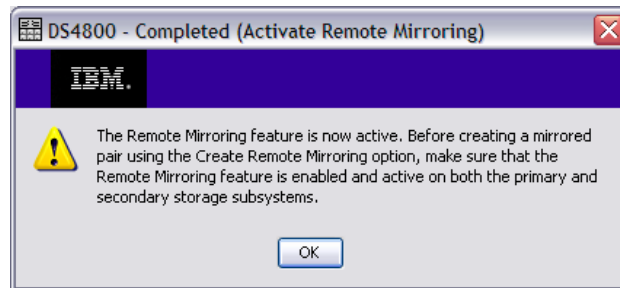 DS4800 - Completed (Activate Remote Mirroring)
IBM.
The Remote Mirroring feature is now active. Before creating a mirrored
pair using the Create Remote Mirroring option, make sure that the
Remote Mirroring feature is enabled and active on both the primary and
secondary storage subsystems.
OK